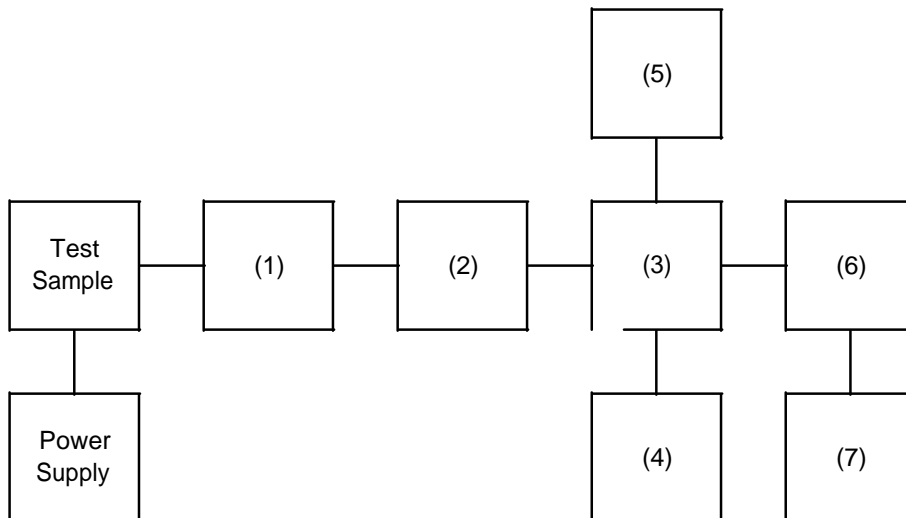 (5)
Test
Sample
(1)
(2)
(3)
(6)
Power
Supply
(4)
(7)